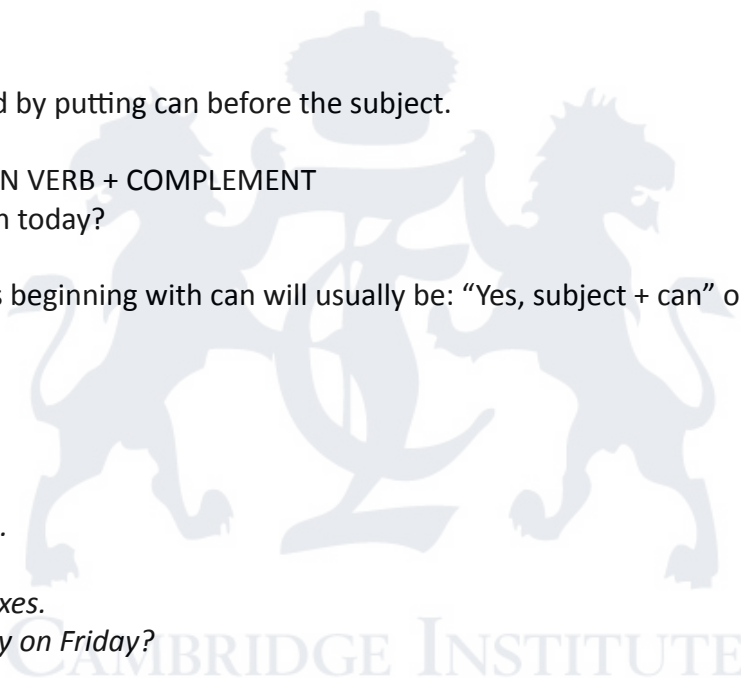 d by putting can before the subject.
N VERB + COMPLEMENT
today?
s beginning with can will usually be: “Yes, subject + can” o
.
xes.
y on Friday?
CAMBRIDGE INSTITUTE